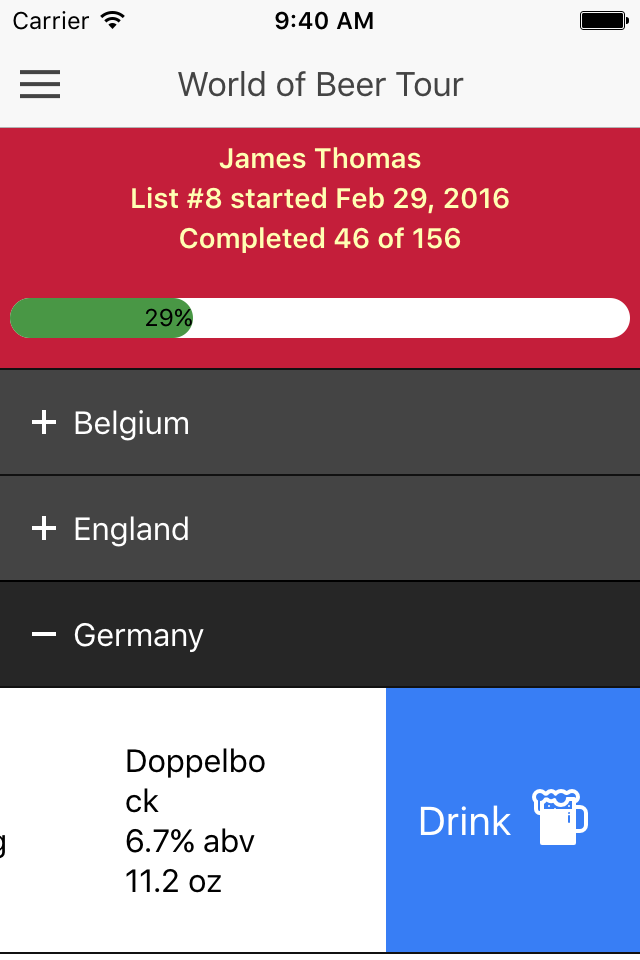 Carrier 9:40 AM
World of Beer Tour
James Thomas
List #8 started Feb 29, 2016
Completed 46 of 156
29%
+ Belgium
+ England
− Germany
Doppelbo
ck
6.7% abv
11.2 oz
Drink